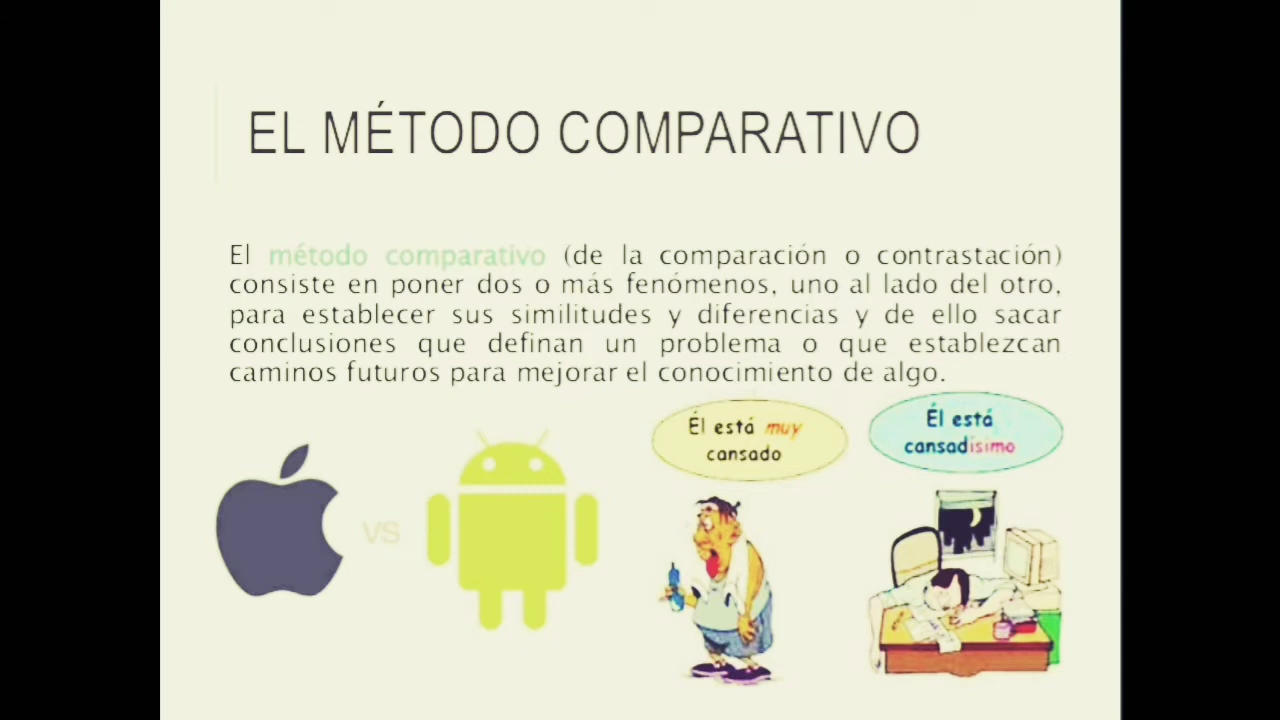 EL MÉTODO COMPARATIVO
El método comparativo (de la comparación o contrastación)
consiste en poner dos o más fenómenos, uno al lado del otro,
para establecer sus similitudes y diferencias y de ello sacar
conclusiones que definan un problema o que establezcan
caminos futuros para mejorar el conocimiento de algo.
vs
Él está muy
cansado
Él está
cansadísimo